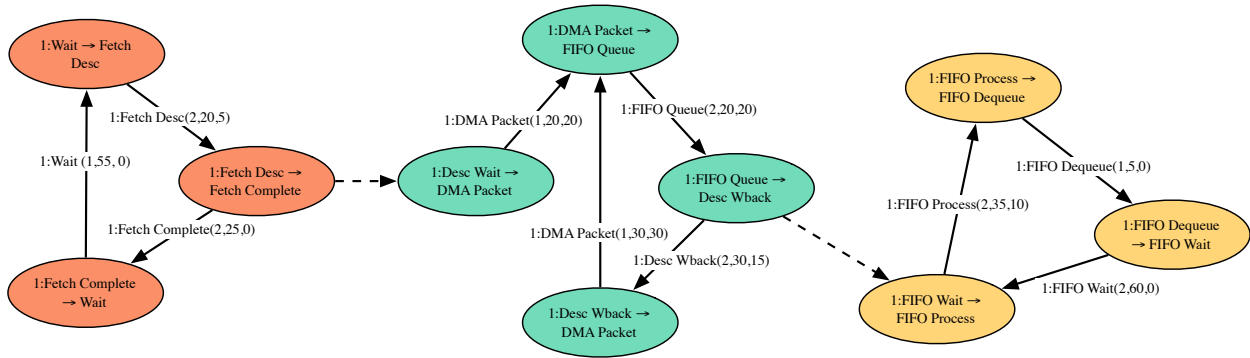 1:Wait → Fetch
Desc
1:Fetch Desc(2,20,5)
1:Wait (1,55, 0)
1:Fetch Desc →
Fetch Complete
1:Fetch Complete(2,25,0)
1:Fetch Complete
→ Wait
1:DMA Packet →
FIFO Queue
1:DMA Packet(1,20,20)
1:FIFO Queue(2,20,20)
1:Desc Wait →
DMA Packet
1:FIFO Queue →
Desc Wback
1:DMA Packet(1,30,30)
1:Desc Wback(2,30,15)
1:Desc Wback →
DMA Packet
1:FIFO Process →
FIFO Dequeue
1:FIFO Dequeue(1,5,0)
1:FIFO Process(2,35,10)
1:FIFO Dequeue
→ FIFO Wait
1:FIFO Wait(2,60,0)
1:FIFO Wait →
FIFO Process